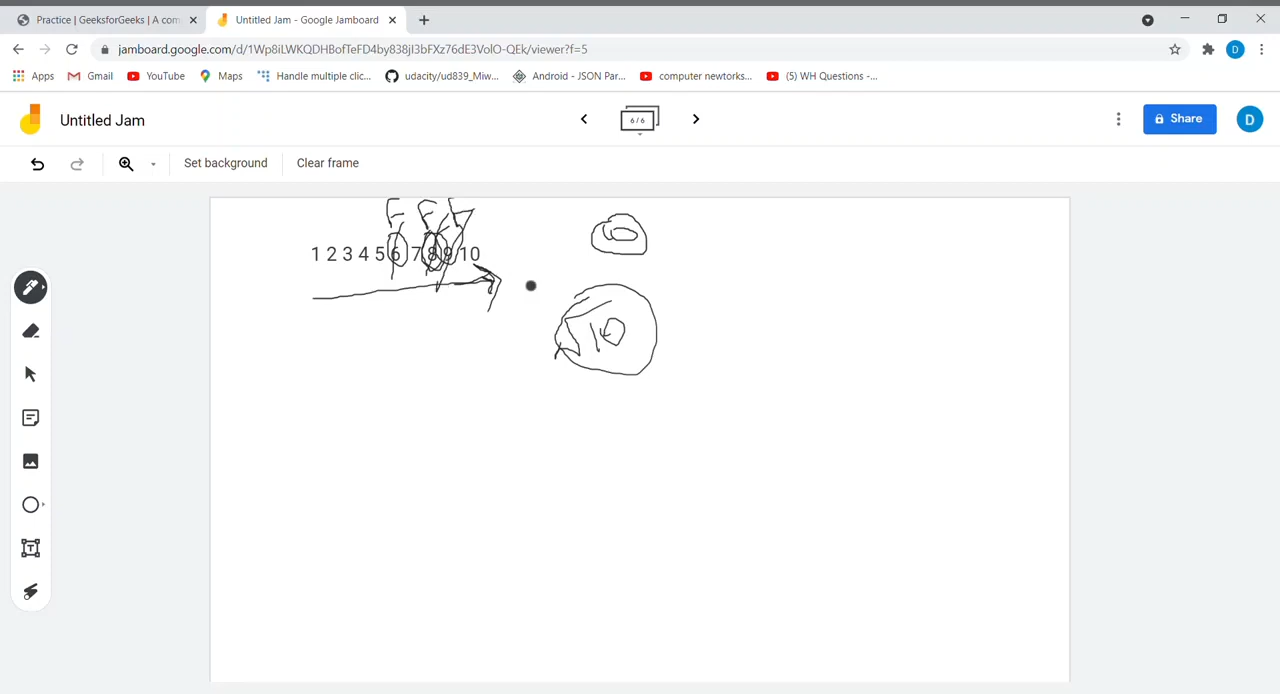 Practice | GeeksforGeeks | A com
Untitled Jam - Google Jamboard
jamboard.google.com/d/1Wp8iLWKQDHBofTeFD4by838jI3bFXz76dE3VolO-QEk/viewer?f=5
Apps Gmail YouTube Maps Handle multiple clic... udacity/ud839_Miw... Android - JSON Par... computer newtorks... (5) WH Questions -...
D
Untitled Jam
6 / 6
Share
D
Set background Clear frame
F F F
1 2 3 4 5 6 7 8 9 10
10